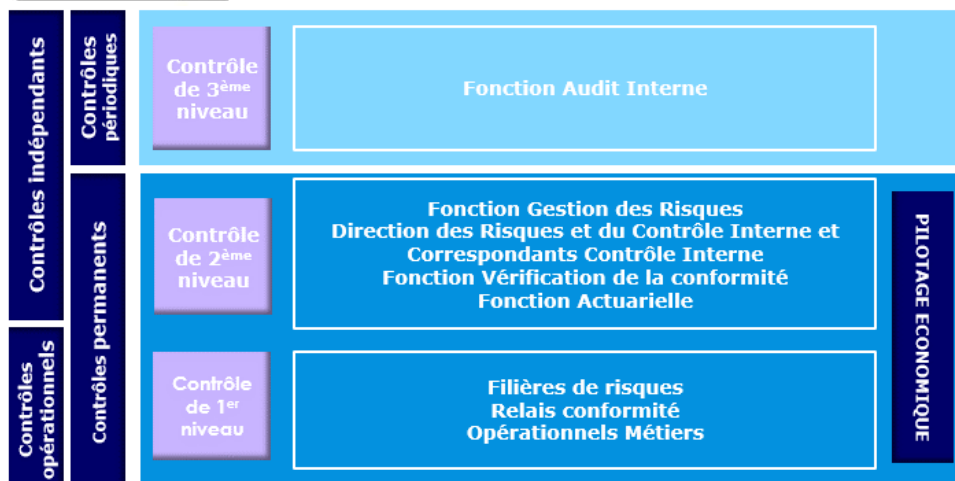 Contrôles indépendants
Contrôles
périodiques
Contrôle
de 3ème
niveau
Fonction Audit Interne
Contrôles permanents
Contrôle
de 2ème
niveau
Fonction Gestion des Risques
Direction des Risques et du Contrôle Interne et
Correspondants Contrôle Interne
Fonction Vérification de la conformité
Fonction Actuarielle
PILOTAGE ECONOMIQUE
Contrôles
opérationnels
Contrôle
de 1er
niveau
Filières de risques
Relais conformité
Opérationnels Métiers